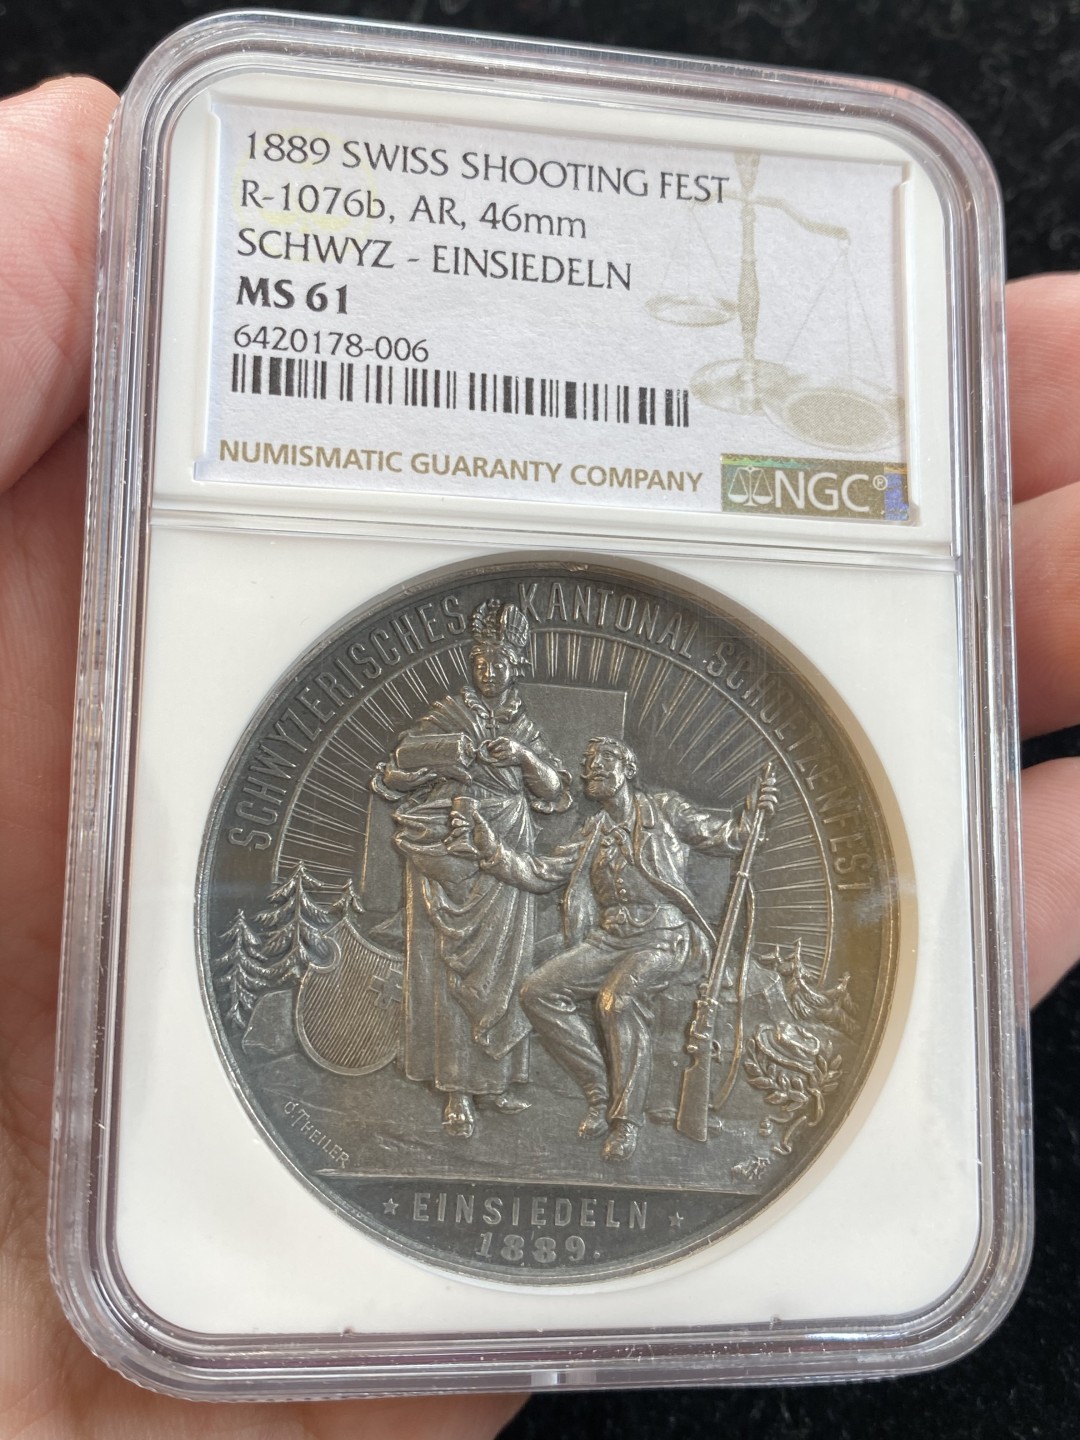 1889 SWISS SHOOTING FEST
R-1076b, AR, 46mm
SCHWYZ - EINSIEDELN
MS 61
6420178-006
NUMISMATIC GUARANTY COMPANY
NGC®
SCHWYZERISCHES KANTONAL SCHUETZENFEST
d'THEILER
★ EINSIEDELN ★
1889.